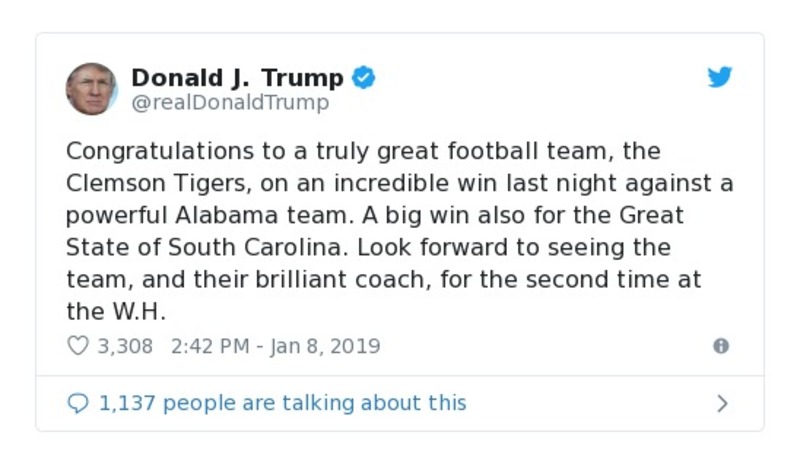 Donald J. Trump
@realDonaldTrump
Congratulations to a truly great football team, the
Clemson Tigers, on an incredible win last night against a
powerful Alabama team. A big win also for the Great
State of South Carolina. Look forward to seeing the
team, and their brilliant coach, for the second time at
the W.H.
3,308 2:42 PM - Jan 8, 2019
1,137 people are talking about this